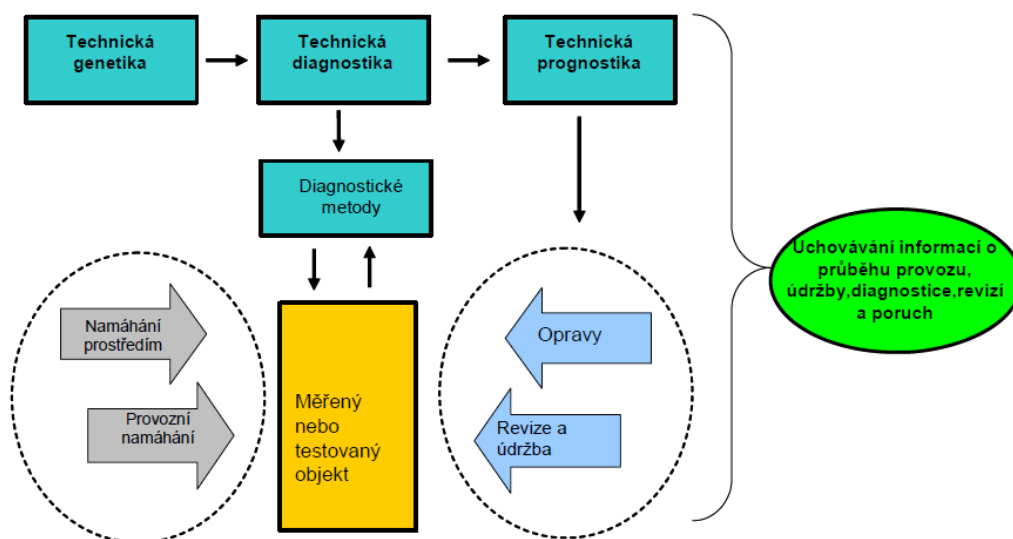 Technická
genetika
Technická
diagnostika
Technická
prognostika
Diagnostické
metody
Uchovávání informací o
průběhu provozu,
údržby,diagnostice,revizí
a poruch
Namáhání
prostředím
Provozní
namáhání
Měřený
nebo
testovaný
objekt
Opravy
Revize a
údržba